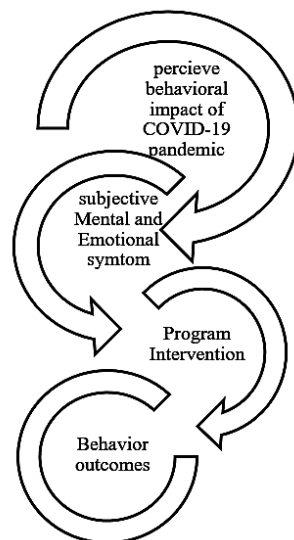 percieve
behavioral
impact of
COVID-19
pandemic
subjective
Mental and
Emotional
symtom
Program
Intervention
Behavior
outcomes